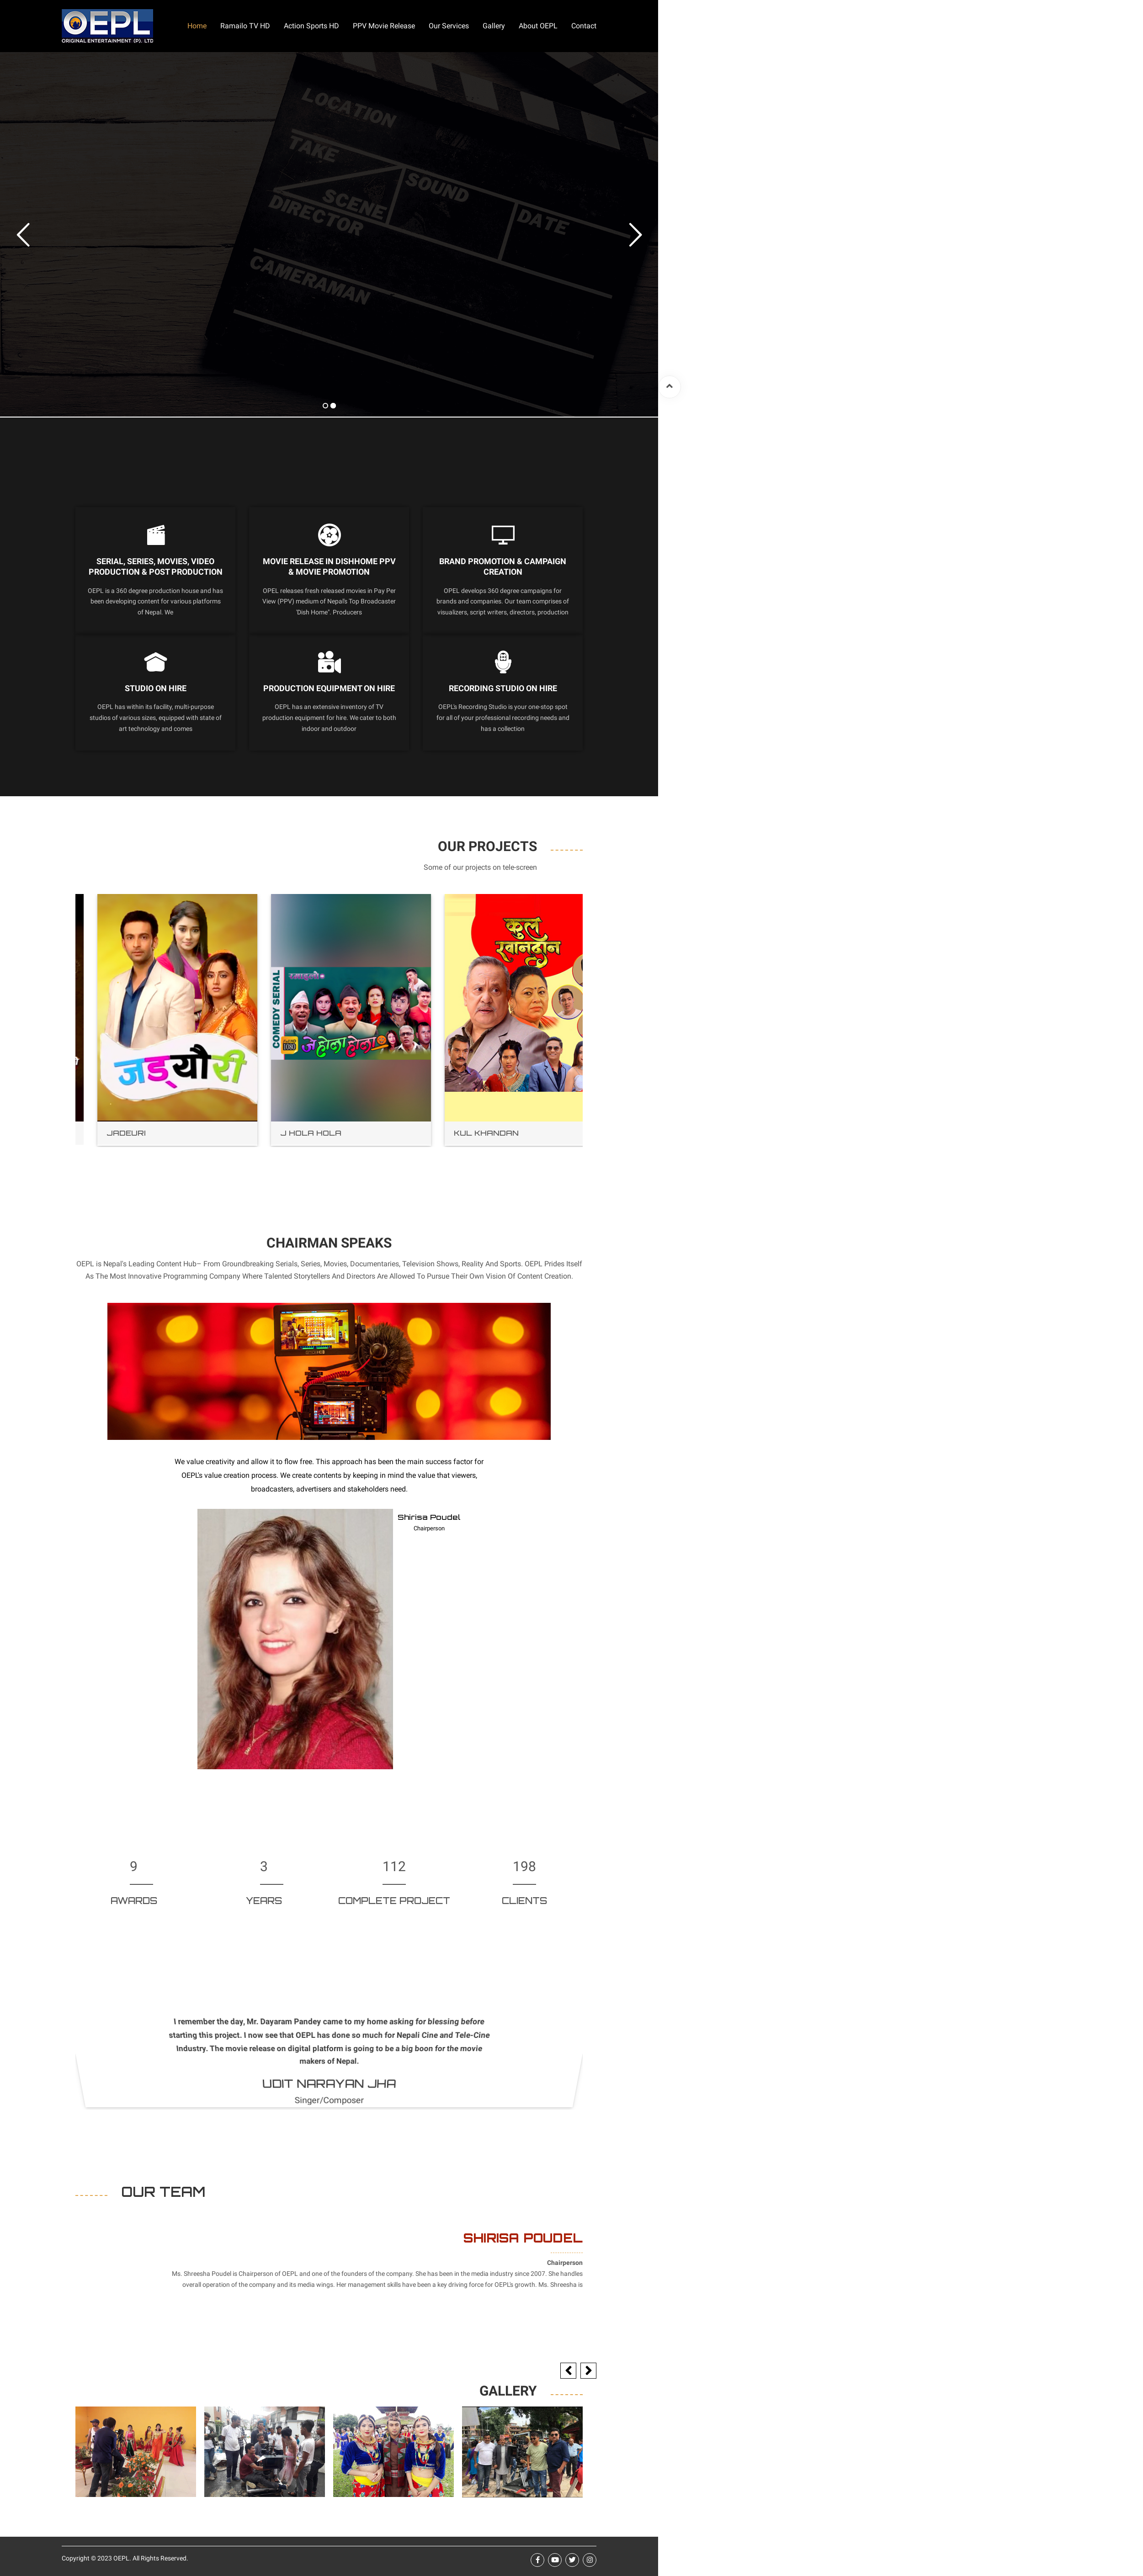 OEPL
ORIGINAL ENTERTAINMENT (P). LTD
Home
Ramailo TV HD
Action Sports HD
PPV Movie Release
Our Services
Gallery
About OEPL
Contact
LOCATION
TAKE
SOUND
SCENE
DATE
DIRECTOR
CAMERAMAN
SERIAL, SERIES, MOVIES, VIDEO
PRODUCTION & POST PRODUCTION
OEPL is a 360 degree production house and has
been developing content for various platforms
of Nepal. We
MOVIE RELEASE IN DISHHOME PPV
& MOVIE PROMOTION
OPEL releases fresh released movies in Pay Per
View (PPV) medium of Nepal's Top Broadcaster
"Dish Home". Producers
BRAND PROMOTION & CAMPAIGN
CREATION
OPEL develops 360 degree campaigns for
brands and companies. Our team comprises of
visualizers, script writers, directors, production
STUDIO ON HIRE
OEPL has within its facility, multi-purpose
studios of various sizes, equipped with state of
art technology and comes
PRODUCTION EQUIPMENT ON HIRE
OEPL has an extensive inventory of TV
production equipment for hire. We cater to both
indoor and outdoor
RECORDING STUDIO ON HIRE
OEPL's Recording Studio is your one-stop spot
for all of your professional recording needs and
has a collection
OUR PROJECTS
Some of our projects on tele-screen
जड्यौरी
JADEURI
COMEDY SERIAL
जे होला होला
J HOLA HOLA
कुल
खानदान
KUL KHANDAN
CHAIRMAN SPEAKS
OEPL is Nepal's Leading Content Hub– From Groundbreaking Serials, Series, Movies, Documentaries, Television Shows, Reality And Sports. OEPL Prides Itself
As The Most Innovative Programming Company Where Talented Storytellers And Directors Are Allowed To Pursue Their Own Vision Of Content Creation.
We value creativity and allow it to flow free. This approach has been the main success factor for
OEPL's value creation process. We create contents by keeping in mind the value that viewers,
broadcasters, advertisers and stakeholders need.
Shirisa Poudel
Chairperson
9
AWARDS
3
YEARS
112
COMPLETE PROJECT
198
CLIENTS
I remember the day, Mr. Dayaram Pandey came to my home asking for blessing before
starting this project. I now see that OEPL has done so much for Nepali Cine and Tele-Cine
Industry. The movie release on digital platform is going to be a big boon for the movie
makers of Nepal.
UDIT NARAYAN JHA
Singer/Composer
OUR TEAM
SHIRISA POUDEL
Chairperson
Ms. Shreesha Poudel is Chairperson of OEPL and one of the founders of the company. She has been in the media industry since 2007. She handles
overall operation of the company and its media wings. Her management skills have been a key driving force for OEPL's growth. Ms. Shreesha is
GALLERY
Copyright © 2023 OEPL. All Rights Reserved.